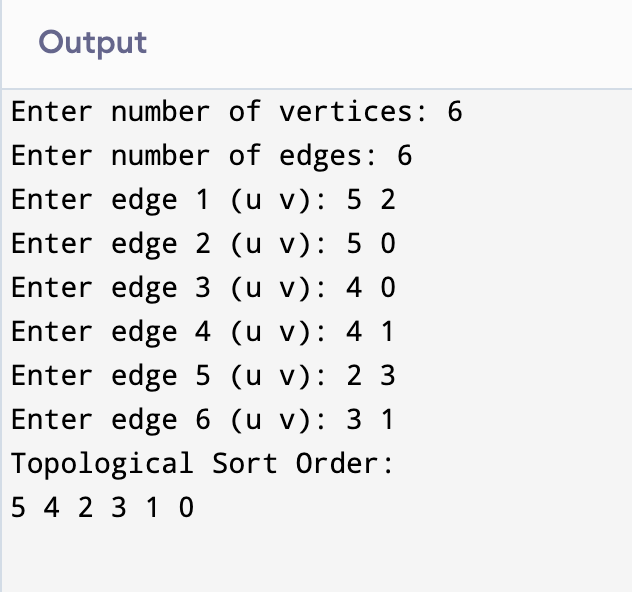 Output
Enter number of vertices: 6
Enter number of edges: 6
Enter edge 1 (u v): 5 2
Enter edge 2 (u v): 5 0
Enter edge 3 (u v): 4 0
Enter edge 4 (u v): 4 1
Enter edge 5 (u v): 2 3
Enter edge 6 (u v): 3 1
Topological Sort Order:
5 4 2 3 1 0